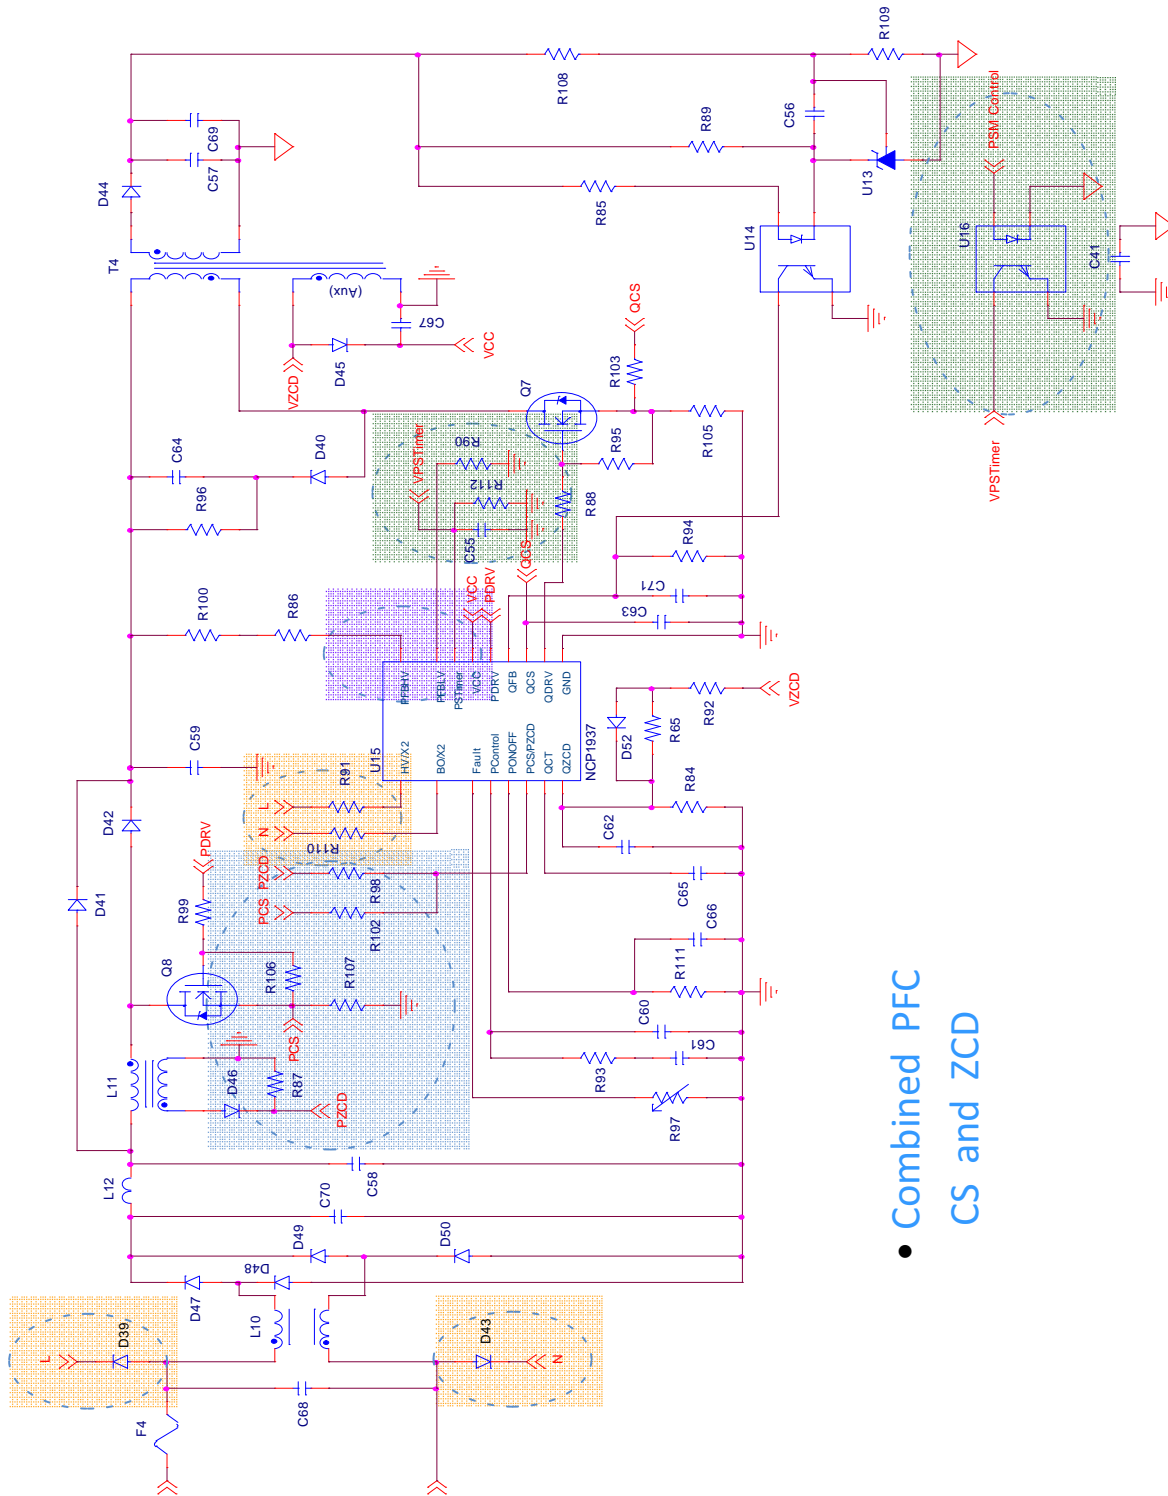 R109
R108
PSM Control
C69
R89
C56
C57
D44
R85
U13
T4
U14
U16
C41
(Aux)
C67
VZCD
D45
VCC
QCS
R103
Q7
C64
R90
VPSTimer
R95
R105
D40
VPSTimer
R112
R96
R88
C55
QCS
R94
VCC
PDRV
R100
C71
R86
C63
PFBHV
PFBLV
PSTimer
VCC
PDRV
QFB
QCS
QDRV
GND
D52
R65
R92
VZCD
U15
HV/X2
BO/X2
Fault
PControl
PONOFF
PCS/PZCD
QCT
QZCD
NCP1937
C59
L
R91
N
R110
R84
D42
PDRV
C62
D41
PZCD
R98
C65
R99
PCS
R102
C66
Q8
R106
R107
R111
PCS
C60
C61
L11
D46
R87
R93
PZCD
R97
L12
C58
C70
D49
D50
D47
D48
L10
L
D39
D43
N
C68
F4
• Combined PFC
CS and ZCD